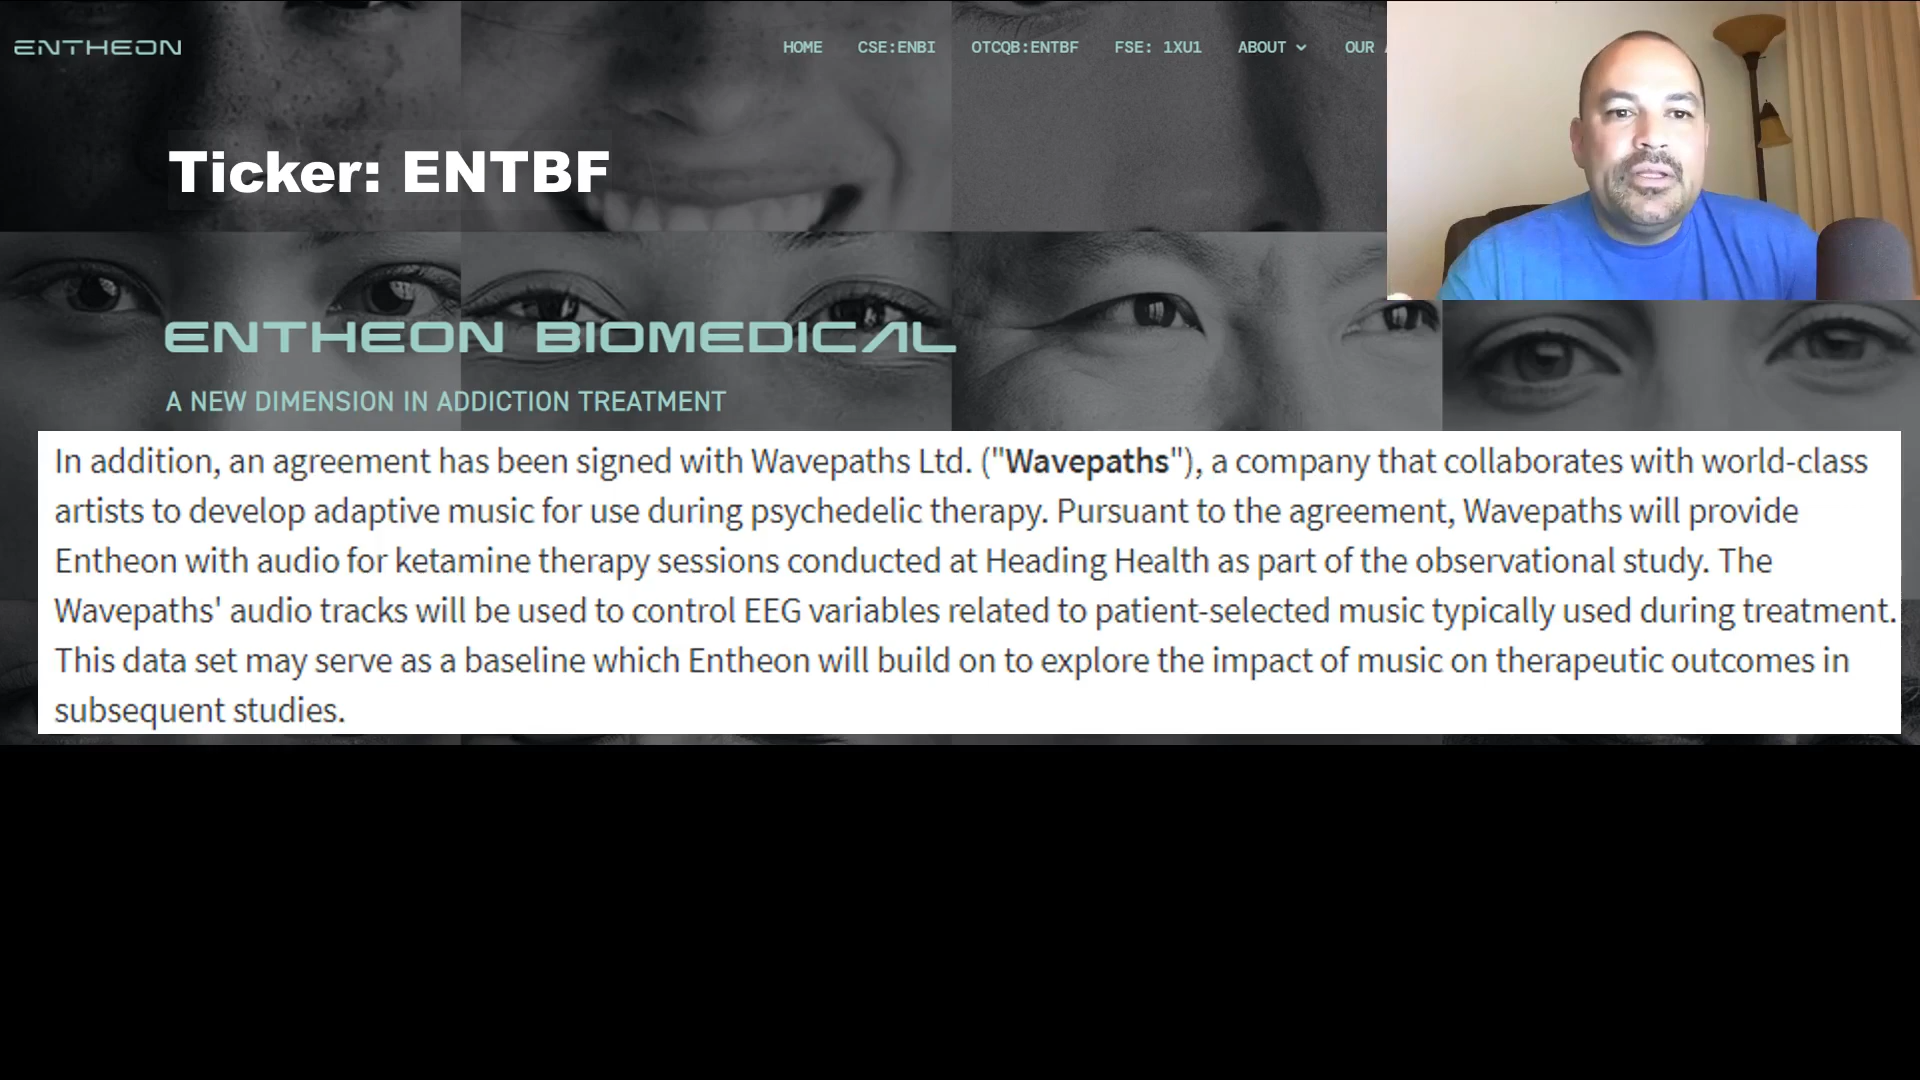 ENTHEON
HOME CSE:ENBI OTCQB:ENTBF FSE: 1XU1 ABOUT OUR
Ticker: ENTBF
ENTHEON BIOMEDICAL
A NEW DIMENSION IN ADDICTION TREATMENT
In addition, an agreement has been signed with Wavepaths Ltd. ("Wavepaths"), a company that collaborates with world-class
artists to develop adaptive music for use during psychedelic therapy. Pursuant to the agreement, Wavepaths will provide
Entheon with audio for ketamine therapy sessions conducted at Heading Health as part of the observational study. The
Wavepaths' audio tracks will be used to control EEG variables related to patient-selected music typically used during treatment.
This data set may serve as a baseline which Entheon will build on to explore the impact of music on therapeutic outcomes in
subsequent studies.